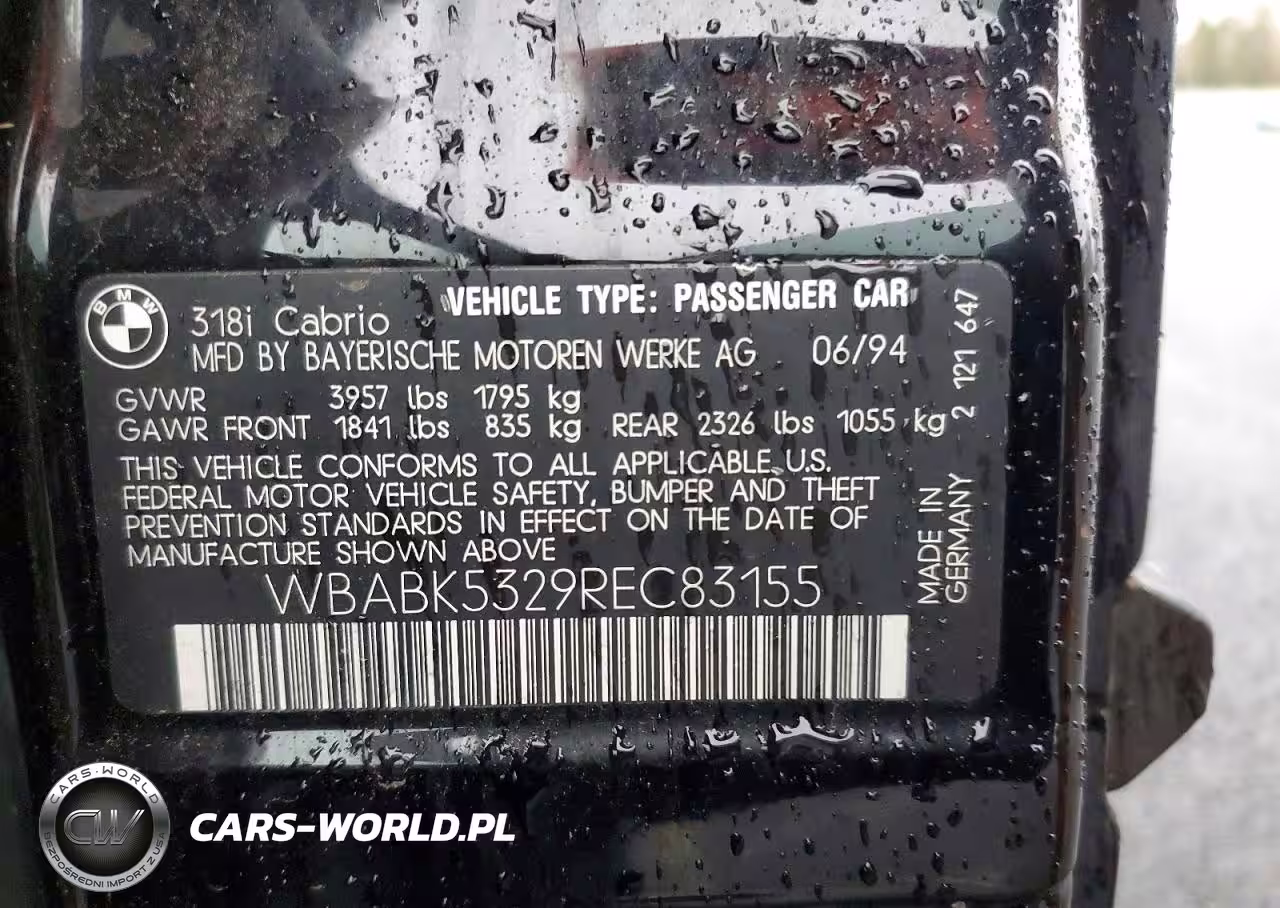 BMW
318i Cabrio
VEHICLE TYPE: PASSENGER CAR
MFD BY BAYERISCHE MOTOREN WERKE AG 06/94
GVWR 3957 lbs 1795 kg
GAWR FRONT 1841 lbs 835 kg REAR 2326 lbs 1055 kg
THIS VEHICLE CONFORMS TO ALL APPLICABLE U.S.
FEDERAL MOTOR VEHICLE SAFETY, BUMPER AND THEFT
PREVENTION STANDARDS IN EFFECT ON THE DATE OF
MANUFACTURE SHOWN ABOVE
WBABK5329REC83155
MADE IN
GERMANY
2 121 647
CARS-WORLD
CW
BEZPOŚREDNI IMPORT Z USA
CARS-WORLD.PL